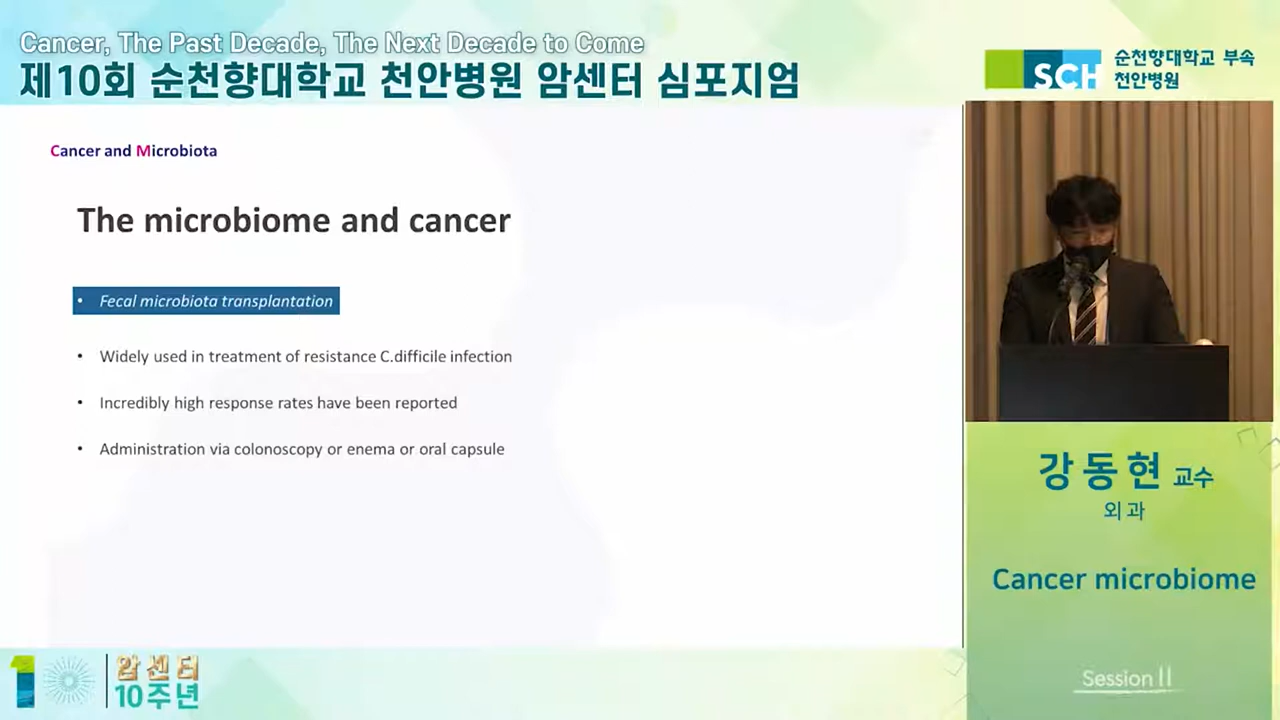 Cancer, The Past Decade, The Next Decade to Come
제10회 순천향대학교 천안병원 암센터 심포지엄
SCH
순천향대학교 부속
천안병원
Cancer and Microbiota
The microbiome and cancer
• Fecal microbiota transplantation
• Widely used in treatment of resistance C.difficile infection
• Incredibly high response rates have been reported
• Administration via colonoscopy or enema or oral capsule
강동현 교수
외과
Cancer microbiome
Session II
1
암센터
10주년